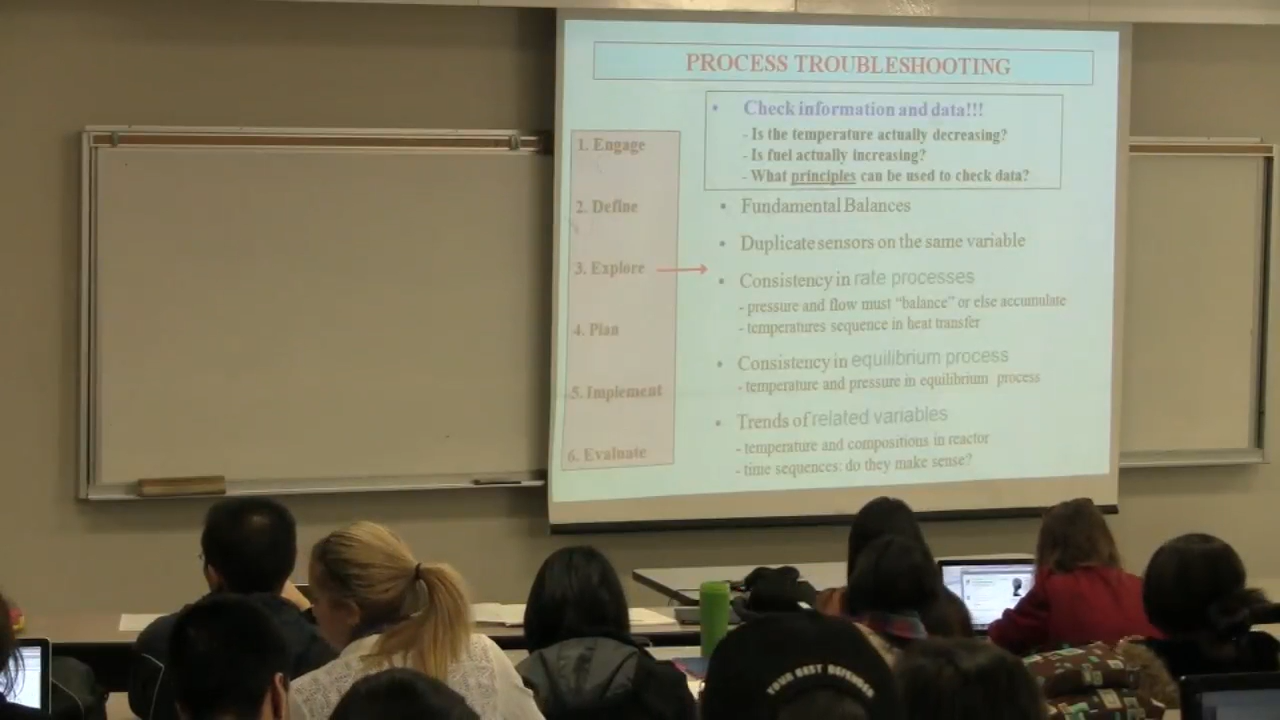 PROCESS TROUBLESHOOTING
1. Engage
2. Define
3. Explore
4. Plan
5. Implement
6. Evaluate
• Check information and data!!!
- Is the temperature actually decreasing?
- Is fuel actually increasing?
- What principles can be used to check data?
• Fundamental Balances
• Duplicate sensors on the same variable
• Consistency in rate processes
- pressure and flow must “balance” or else accumulate
- temperatures sequence in heat transfer
• Consistency in equilibrium process
- temperature and pressure in equilibrium process
• Trends of related variables
- temperature and compositions in reactor
- time sequences: do they make sense?
YOUR BEST DEFENDER